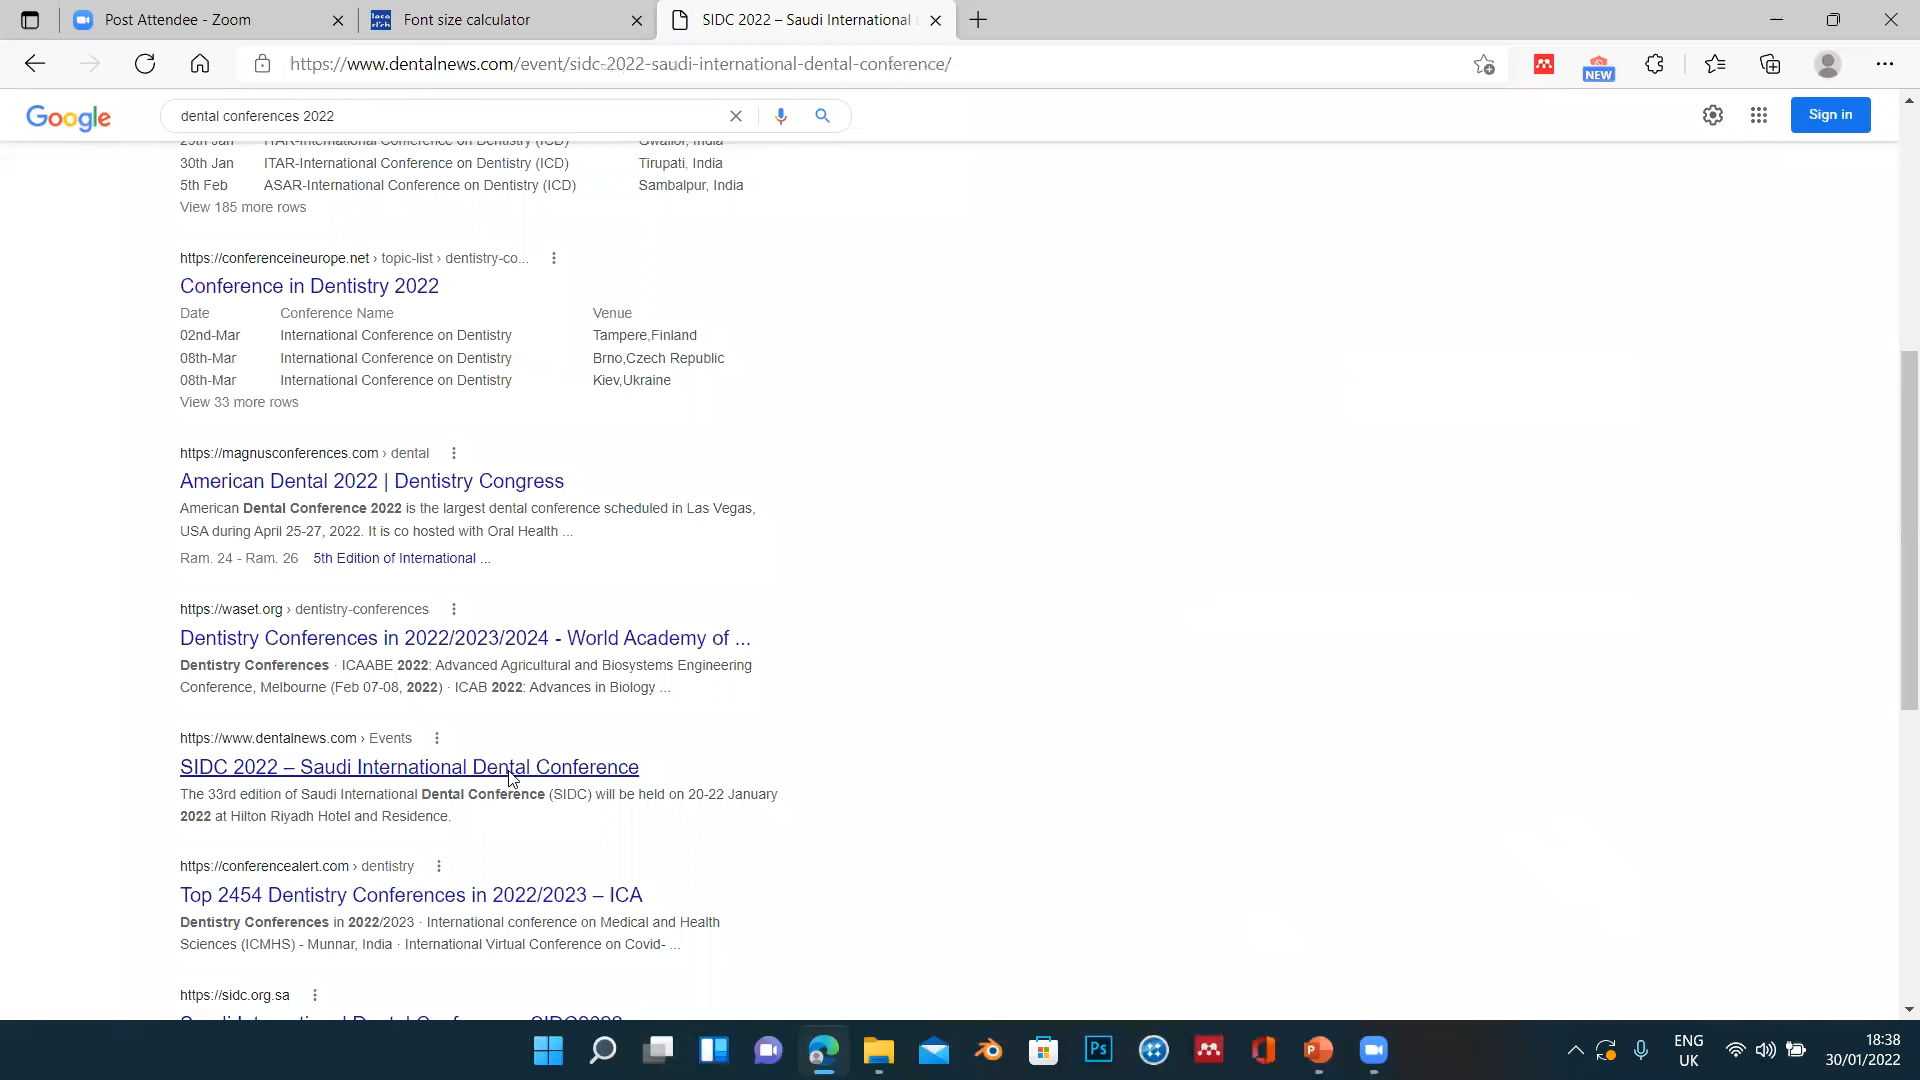 Post Attendee - Zoom
Font size calculator
SIDC 2022 – Saudi International
https://www.dentalnews.com/event/sidc-2022-saudi-international-dental-conference/
NEW
Google
dental conferences 2022
Sign in
29th Jan ITAR-International Conference on Dentistry (ICD) Gwalior, India
30th Jan ITAR-International Conference on Dentistry (ICD) Tirupati, India
5th Feb ASAR-International Conference on Dentistry (ICD) Sambalpur, India
View 185 more rows
https://conferenceineurope.net › topic-list › dentistry-co...
Conference in Dentistry 2022
Date Conference Name Venue
02nd-Mar International Conference on Dentistry Tampere,Finland
08th-Mar International Conference on Dentistry Brno,Czech Republic
08th-Mar International Conference on Dentistry Kiev,Ukraine
View 33 more rows
https://magnusconferences.com › dental
American Dental 2022 | Dentistry Congress
American Dental Conference 2022 is the largest dental conference scheduled in Las Vegas,
USA during April 25-27, 2022. It is co hosted with Oral Health ...
Ram. 24 - Ram. 26 5th Edition of International ...
https://waset.org › dentistry-conferences
Dentistry Conferences in 2022/2023/2024 - World Academy of ...
Dentistry Conferences · ICAABE 2022: Advanced Agricultural and Biosystems Engineering
Conference, Melbourne (Feb 07-08, 2022) · ICAB 2022: Advances in Biology ...
https://www.dentalnews.com › Events
SIDC 2022 – Saudi International Dental Conference
The 33rd edition of Saudi International Dental Conference (SIDC) will be held on 20-22 January
2022 at Hilton Riyadh Hotel and Residence.
https://conferencealert.com › dentistry
Top 2454 Dentistry Conferences in 2022/2023 – ICA
Dentistry Conferences in 2022/2023 · International conference on Medical and Health
Sciences (ICMHS) - Munnar, India · International Virtual Conference on Covid- ...
https://sidc.org.sa
Ps
ENG
UK
18:38
30/01/2022